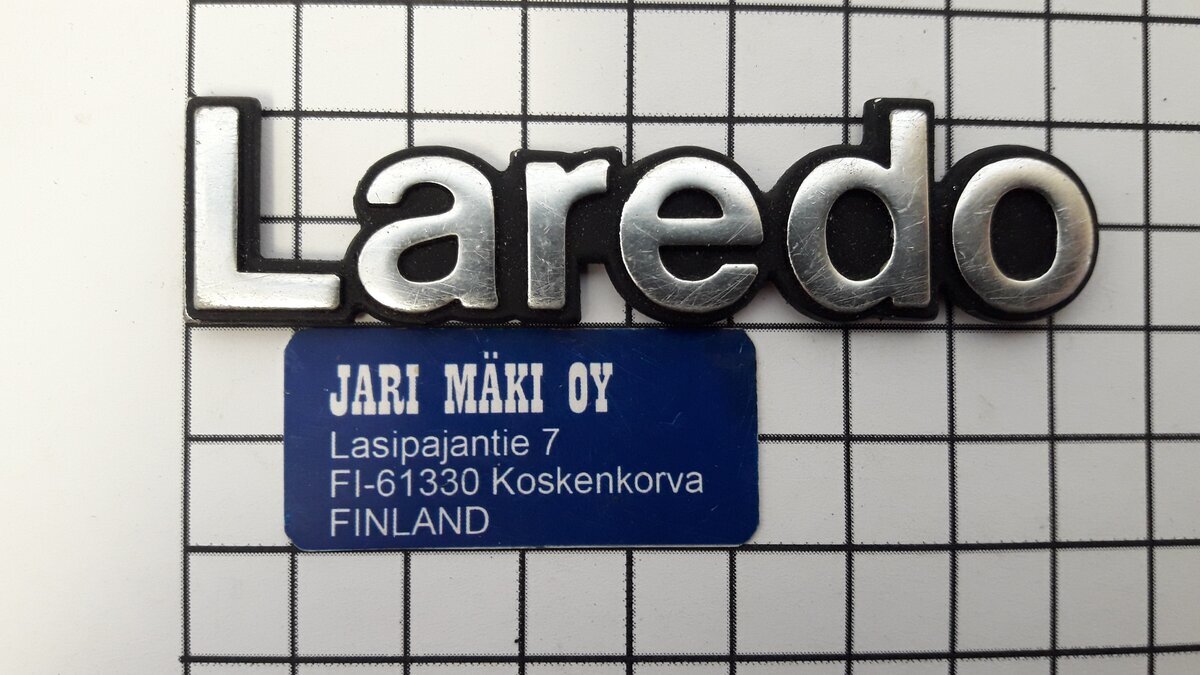 Laredo
JARI MÄKI OY
Lasipajantie 7
FI-61330 Koskenkorva
FINLAND